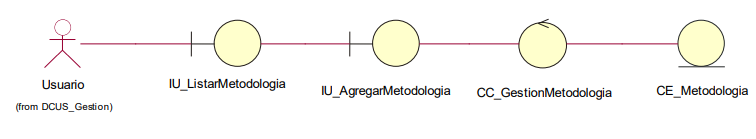 Usuario
(from DCUS_Gestion)
IU_ListarMetodologia
IU_AgregarMetodologia
CC_GestionMetodologia
CE_Metodologia